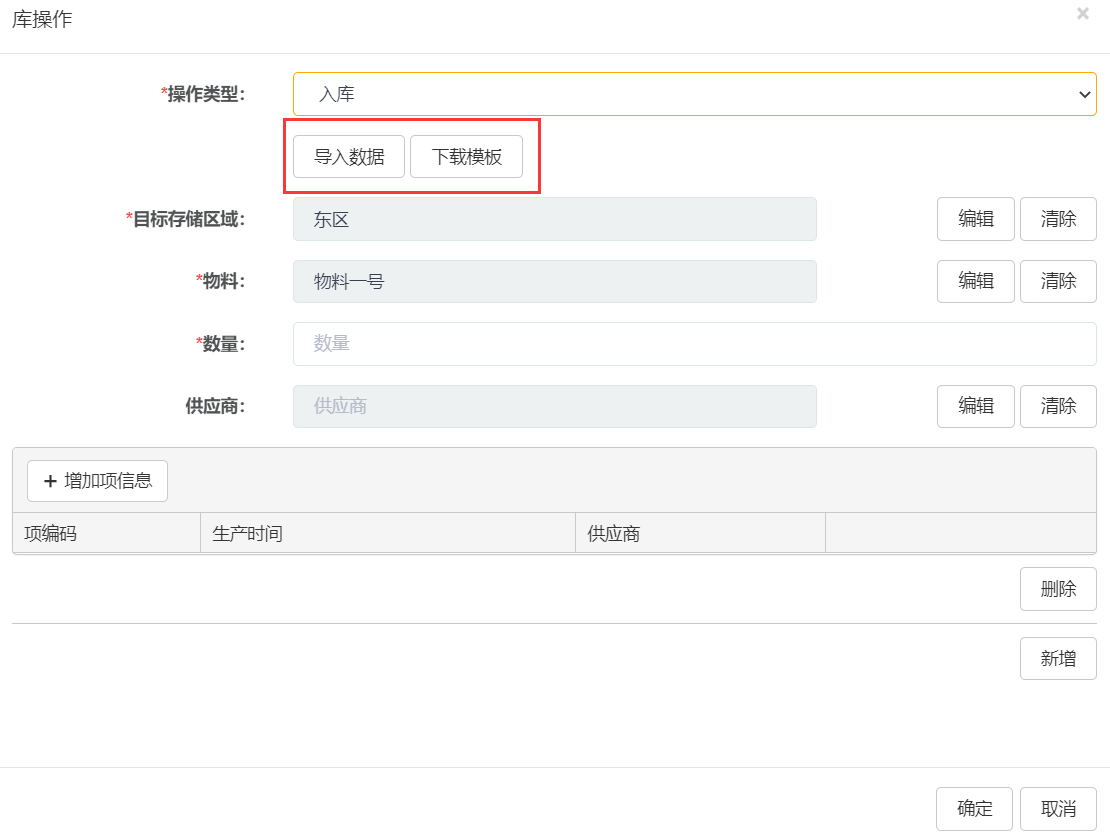 库操作
×
*操作类型：
入库
导入数据 下载模板
*目标存储区域： 东区 编辑 清除
*物料： 物料一号 编辑 清除
*数量： 数量
供应商： 供应商 编辑 清除
+ 增加项信息
项编码 生产时间 供应商
删除
新增
确定 取消